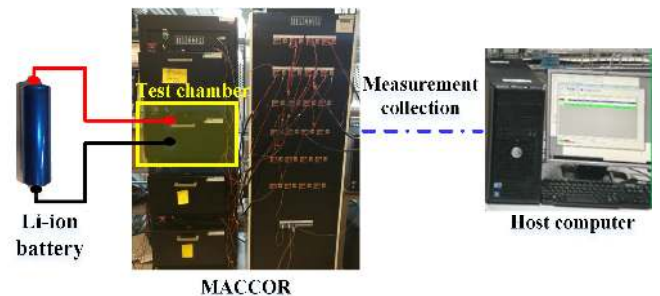 Test chamber
Measurement
collection
Li-ion
battery
Host computer
MACCOR